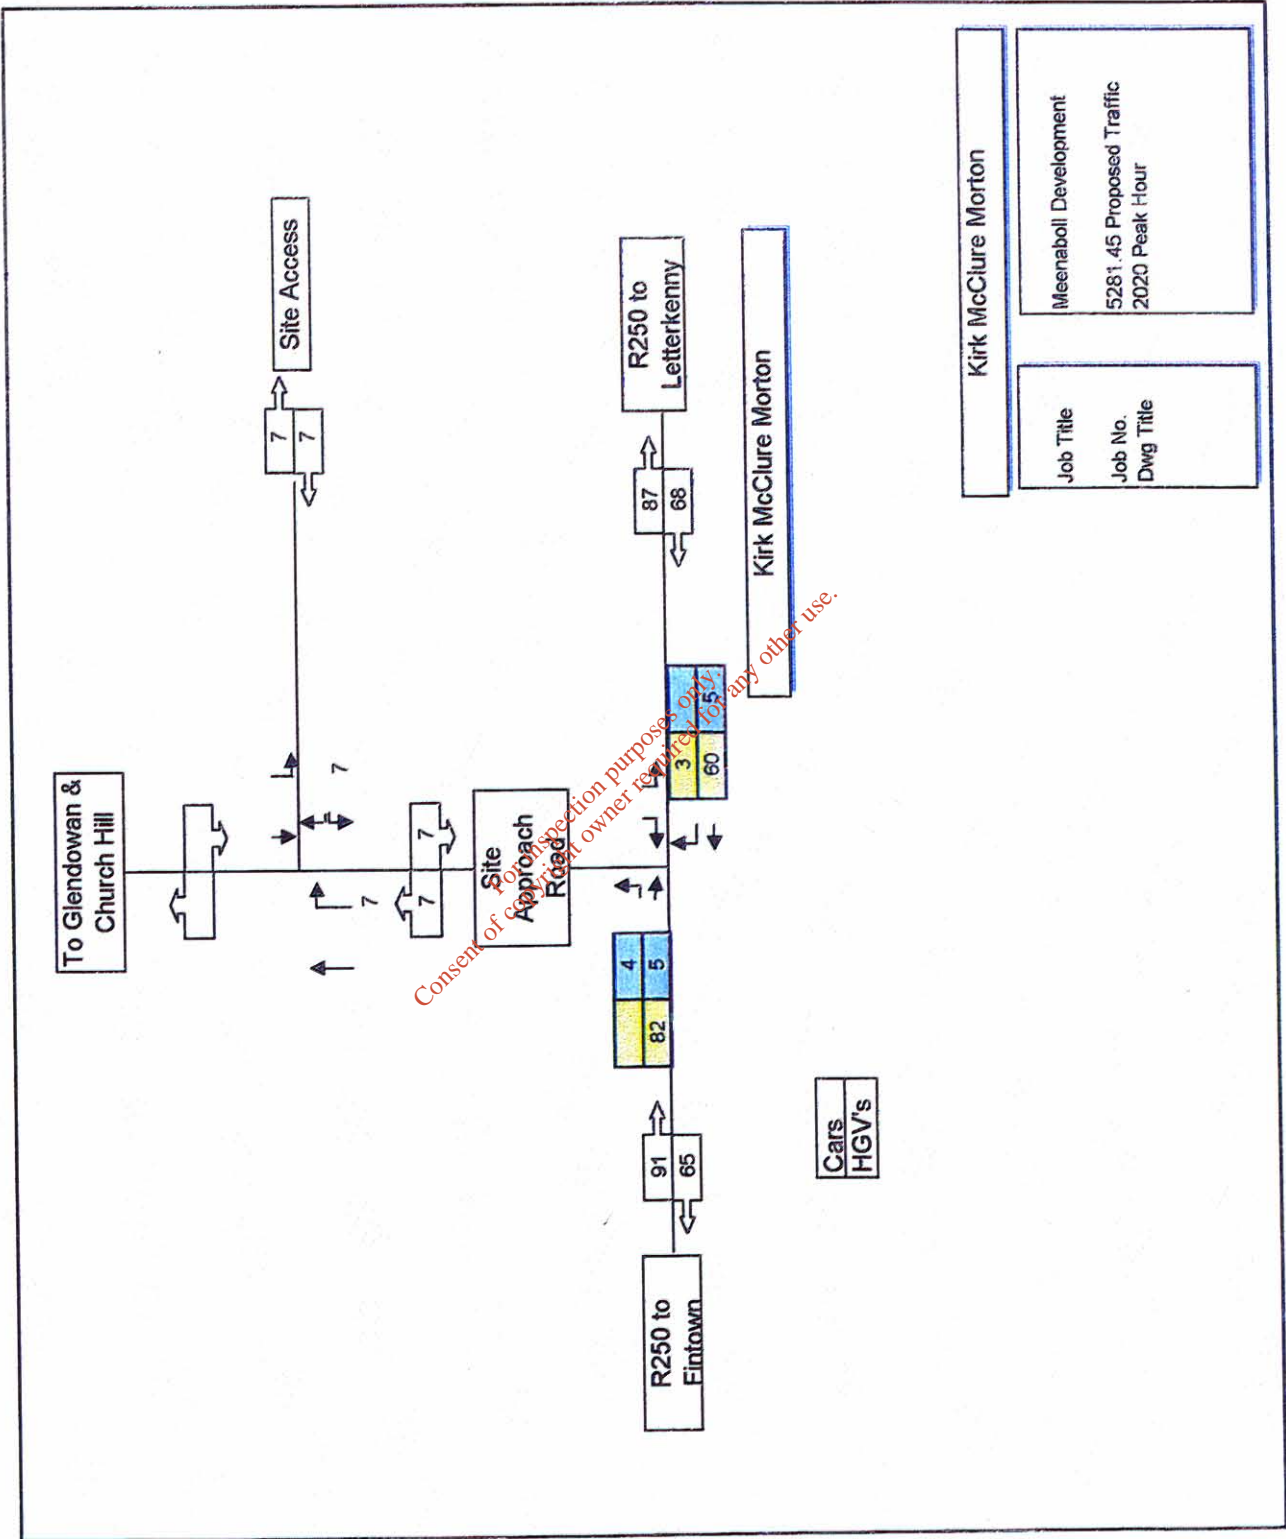 To Glendowan &
Church Hill
Site Access
7
7
7
7
7
7
Site
Approach
Road
R250 to
Letterkenny
87
68
4
82
5
3
60
5
91
65
R250 to
Fintown
Kirk McClure Morton
Cars
HGV's
Kirk McClure Morton
Job Title
Meenaboll Development
Job No.
5281.45 Proposed Traffic
Dwg Title
2020 Peak Hour
For inspection purposes only.
Consent of copyright owner required for any other use.